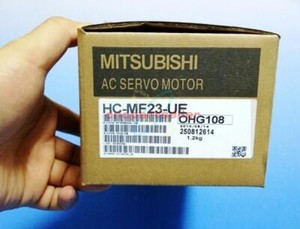 MITSUBISHI
AC SERVO MOTOR
HC-MF23-UE
OHG108
250812614
1.2kg